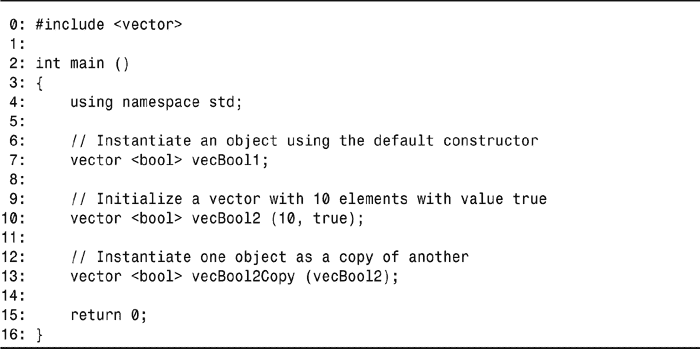 0: #include <vector>
1:
2: int main ()
3: {
4:     using namespace std;
5:
6:     // Instantiate an object using the default constructor
7:     vector <bool> vecBool1;
8:
9:     // Initialize a vector with 10 elements with value true
10:     vector <bool> vecBool2 (10, true);
11:
12:     // Instantiate one object as a copy of another
13:     vector <bool> vecBool2Copy (vecBool2);
14:
15:     return 0;
16: }